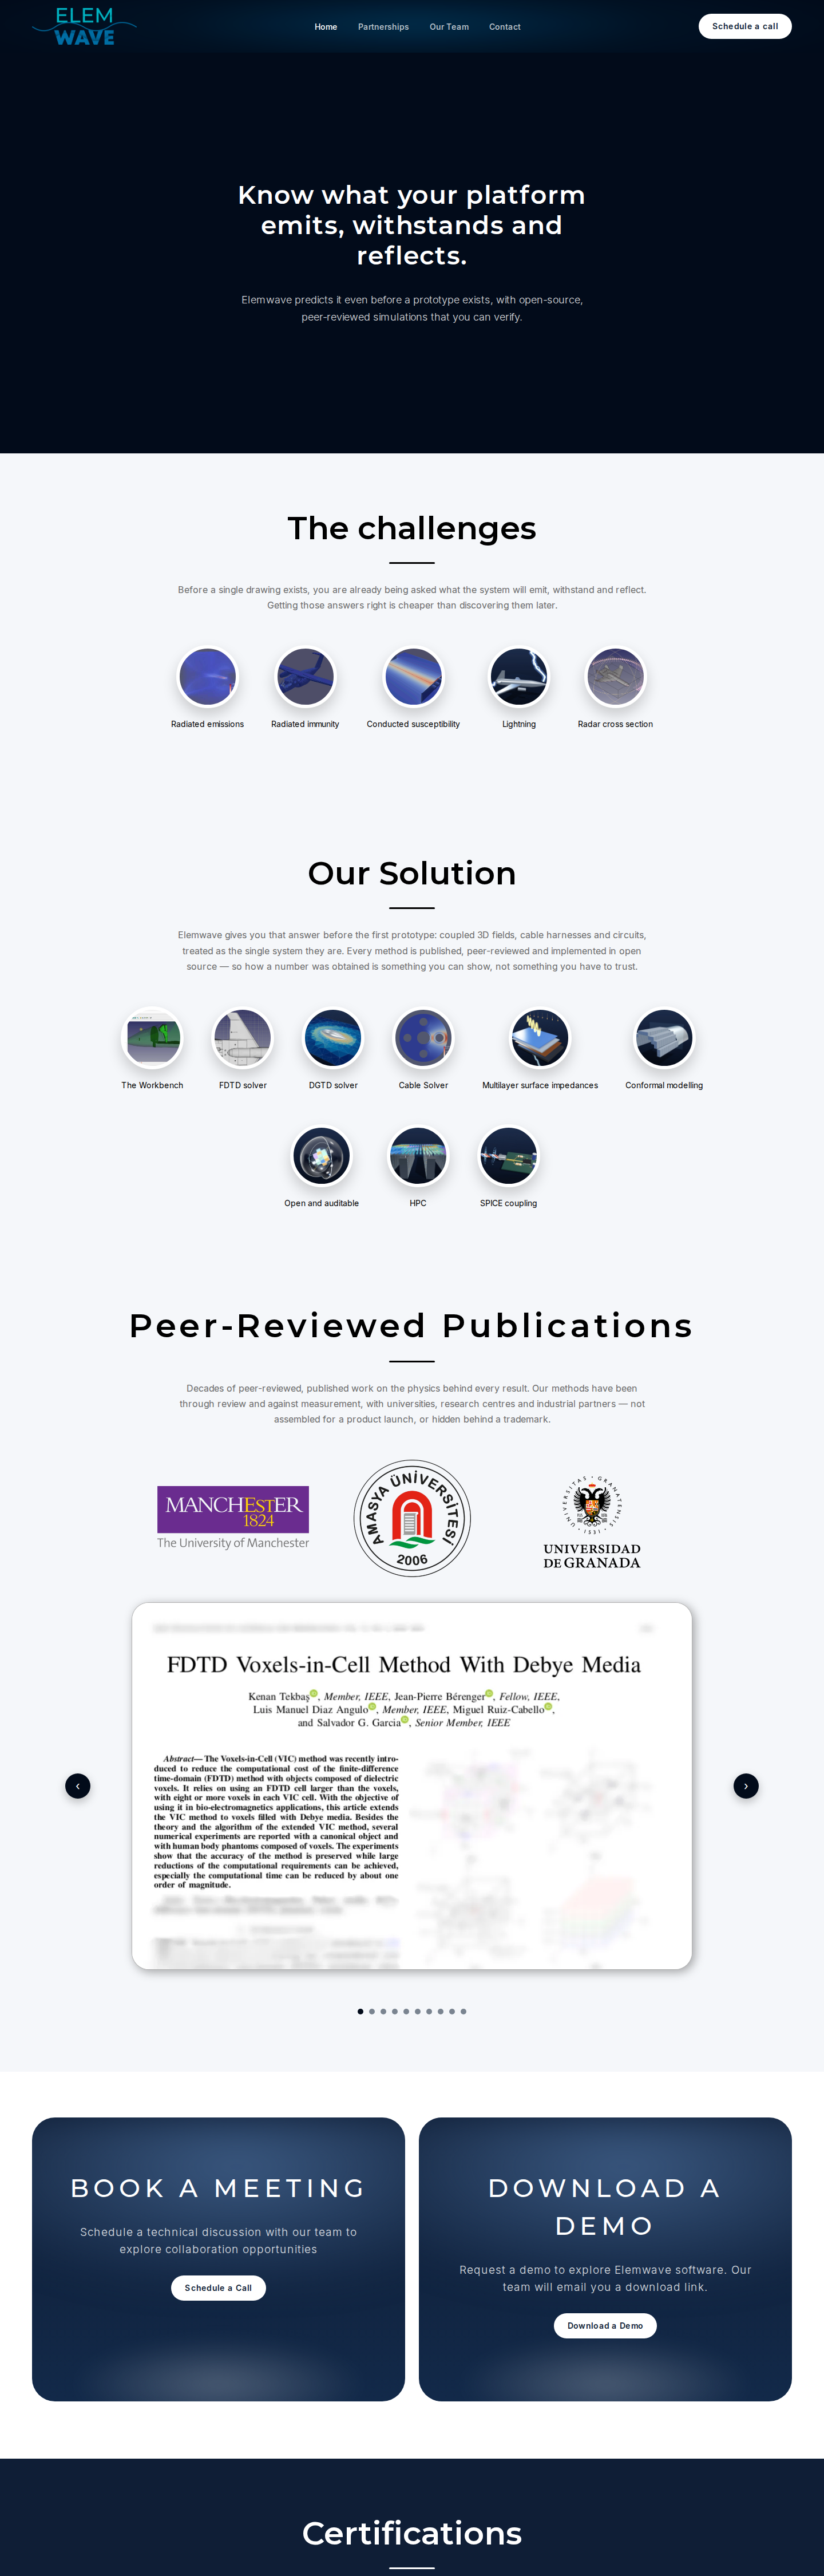 ELEM
WAVE
Home
Partnerships
Our Team
Contact
Schedule a call
Know what your platform
emits, withstands and
reflects.
Elemwave predicts it even before a prototype exists, with open-source,
peer-reviewed simulations that you can verify.
The challenges
Before a single drawing exists, you are already being asked what the system will emit, withstand and reflect.
Getting those answers right is cheaper than discovering them later.
Radiated emissions
Radiated immunity
Conducted susceptibility
Lightning
Radar cross section
Our Solution
Elemwave gives you that answer before the first prototype: coupled 3D fields, cable harnesses and circuits,
treated as the single system they are. Every method is published, peer-reviewed and implemented in open
source — so how a number was obtained is something you can show, not something you have to trust.
The Workbench
FDTD solver
DGTD solver
Cable Solver
Multilayer surface impedances
Conformal modelling
Open and auditable
HPC
SPICE coupling
Peer-Reviewed Publications
Decades of peer-reviewed, published work on the physics behind every result. Our methods have been
through review and against measurement, with universities, research centres and industrial partners — not
assembled for a product launch, or hidden behind a trademark.
MANCHESTER
1824
The University of Manchester
AMASYA ÜNİVERSİTESİ
2006
UNIVERSITAS · GRANATENSIS · 1531 ·
UNIVERSIDAD
DE GRANADA
FDTD Voxels-in-Cell Method With Debye Media
Kenan Tekbaş, Member, IEEE, Jean-Pierre Bérenger, Fellow, IEEE,
Luis Manuel Diaz Angulo, Member, IEEE, Miguel Ruiz-Cabello,
and Salvador G. Garcia, Senior Member, IEEE
Abstract—The Voxels-in-Cell (VIC) method was recently intro-
duced to reduce the computational cost of the finite-difference
time-domain (FDTD) method with objects composed of dielectric
voxels. It relies on using an FDTD cell larger than the voxels,
with eight or more voxels in each VIC cell. With the objective of
using it in bio-electromagnetics applications, this article extends
the VIC method to voxels filled with Debye media. Besides the
theory and the algorithm of the extended VIC method, several
numerical experiments are reported with a canonical object and
with human body phantoms composed of voxels. The experiments
show that the accuracy of the method is preserved while large
reductions of the computational requirements can be achieved,
especially the computational time can be reduced by about one
order of magnitude.
BOOK A MEETING
Schedule a technical discussion with our team to
explore collaboration opportunities
Schedule a Call
DOWNLOAD A
DEMO
Request a demo to explore Elemwave software. Our
team will email you a download link.
Download a Demo
Certifications